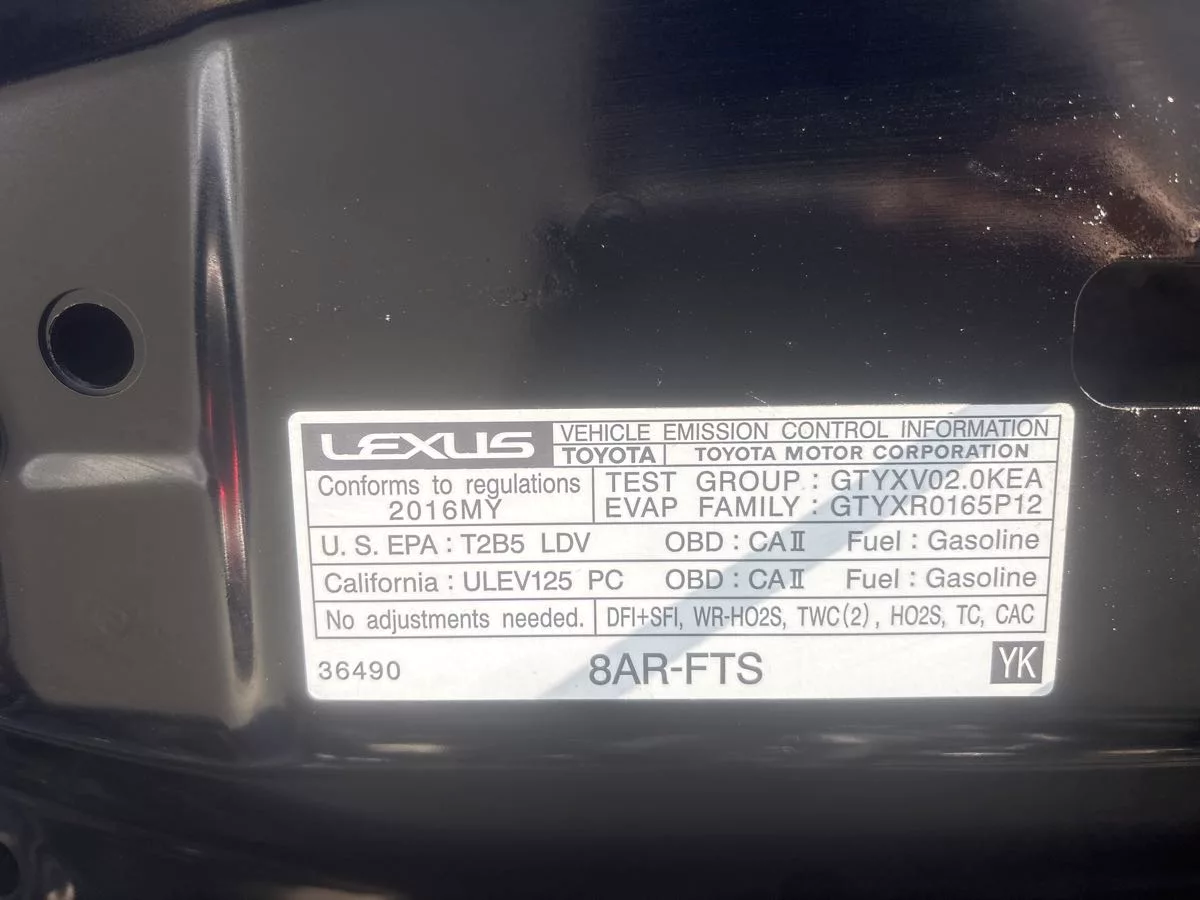 LEXUS
VEHICLE EMISSION CONTROL INFORMATION
TOYOTA TOYOTA MOTOR CORPORATION
Conforms to regulations
2016MY
TEST GROUP : GTYXV02.0KEA
EVAP FAMILY : GTYXR0165P12
U. S. EPA : T2B5 LDV OBD : CAⅡ Fuel : Gasoline
California : ULEV125 PC OBD : CAⅡ Fuel : Gasoline
No adjustments needed. DFI+SFI, WR-HO2S, TWC(2), HO2S, TC, CAC
36490 8AR-FTS YK